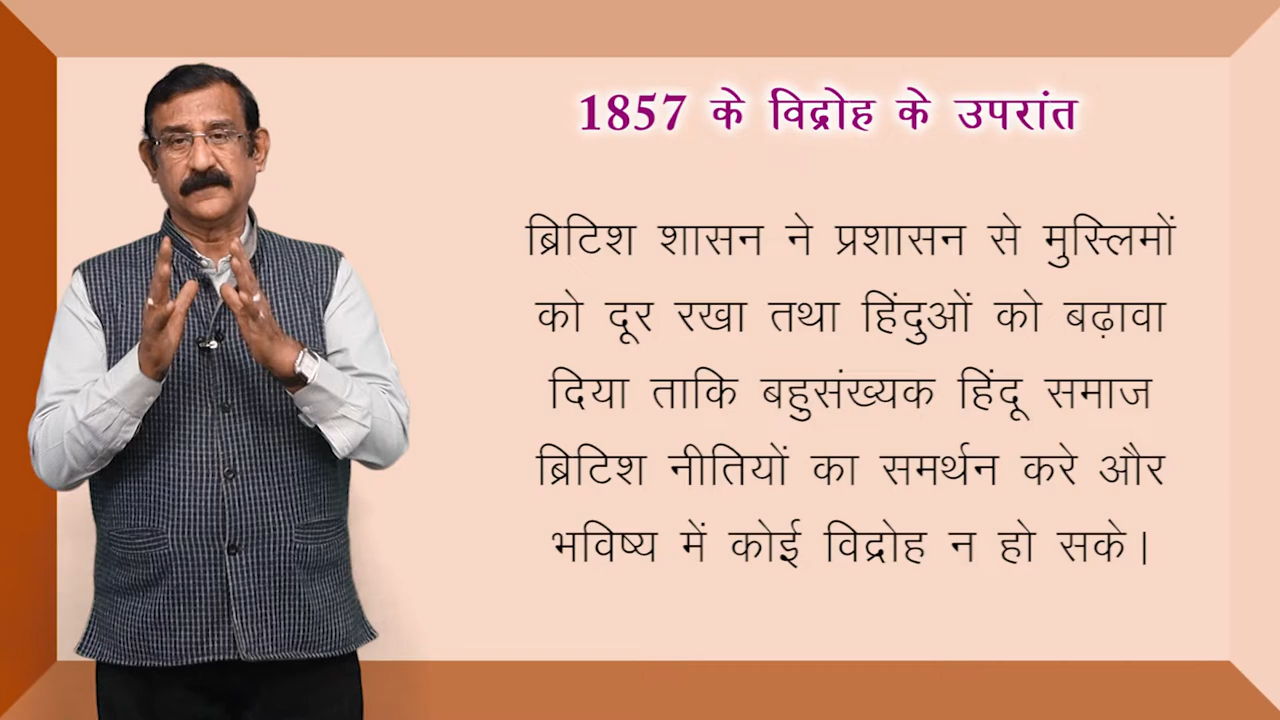 1857 के विद्रोह के उपरांत
ब्रिटिश शासन ने प्रशासन से मुस्लिमों
को दूर रखा तथा हिंदुओं को बढ़ावा
दिया ताकि बहुसंख्यक हिंदू समाज
ब्रिटिश नीतियों का समर्थन करे और
भविष्य में कोई विद्रोह न हो सके।